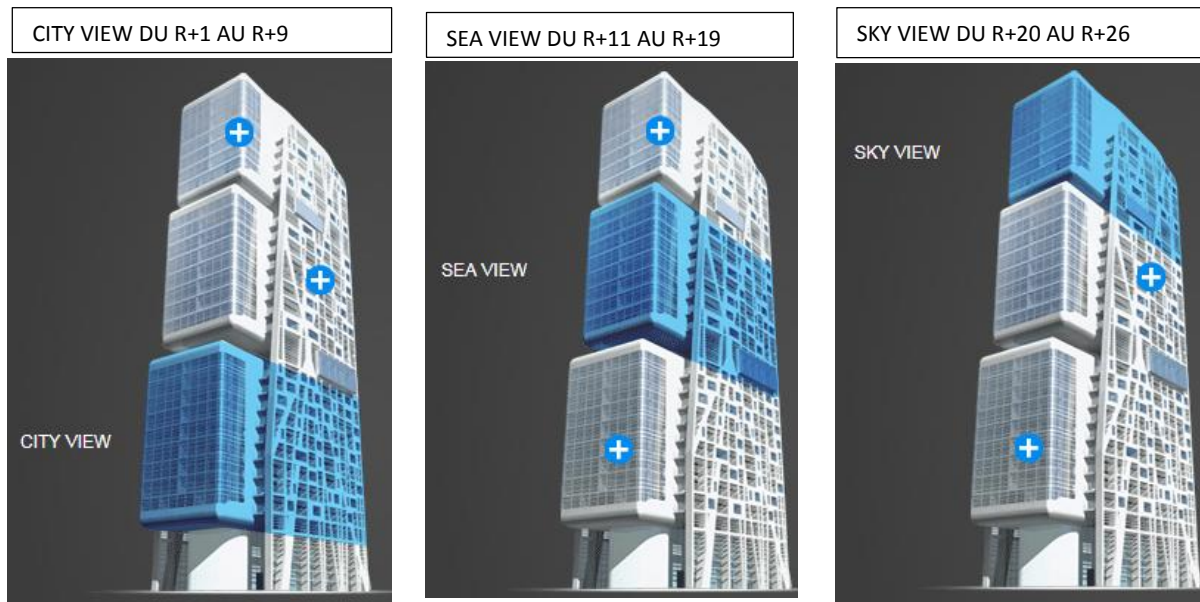 CITY VIEW DU R+1 AU R+9
SEA VIEW DU R+11 AU R+19
SKY VIEW DU R+20 AU R+26
CITY VIEW
SEA VIEW
SKY VIEW